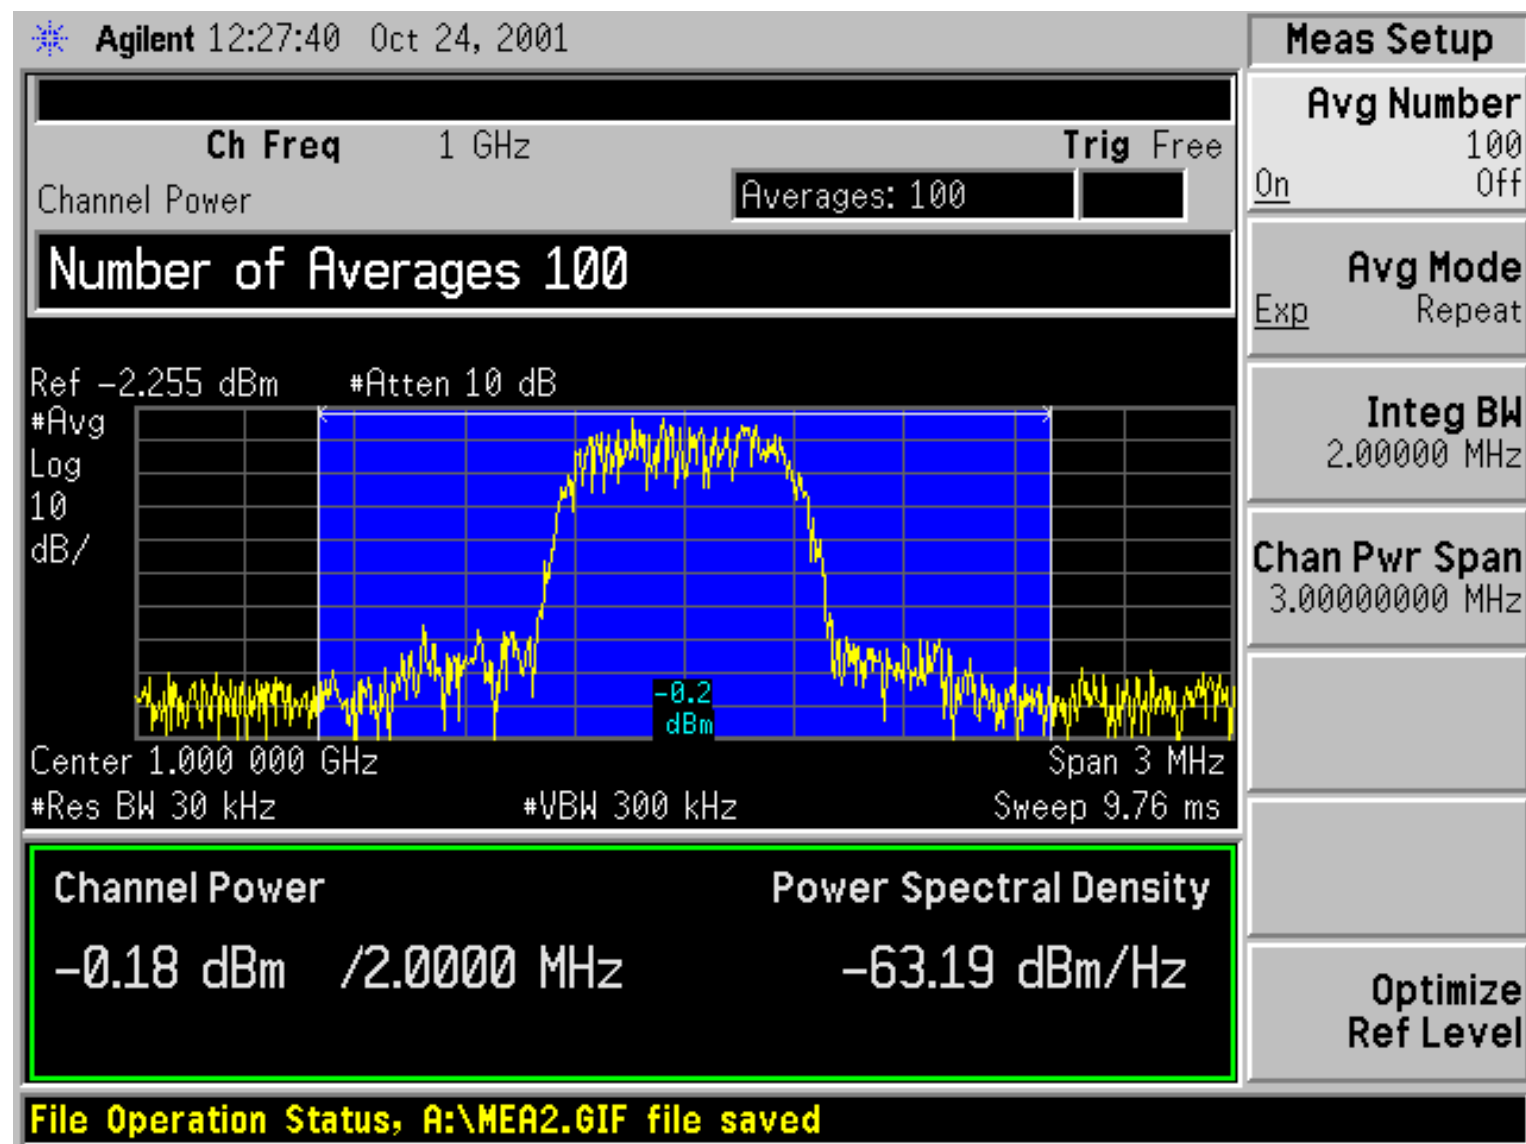 Agilent 12:27:40 Oct 24, 2001
Meas Setup
Ch Freq 1 GHz Trig Free
Channel Power Averages: 100
Number of Averages 100
Ref -2.255 dBm #Atten 10 dB
#Avg
Log
10
dB/
-0.2
dBm
Center 1.000 000 GHz Span 3 MHz
#Res BW 30 kHz #VBW 300 kHz Sweep 9.76 ms
Channel Power Power Spectral Density
-0.18 dBm /2.0000 MHz -63.19 dBm/Hz
File Operation Status, A:\MEA2.GIF file saved
Avg Number
100
On Off
Avg Mode
Exp Repeat
Integ BW
2.00000 MHz
Chan Pwr Span
3.00000000 MHz
Optimize
Ref Level